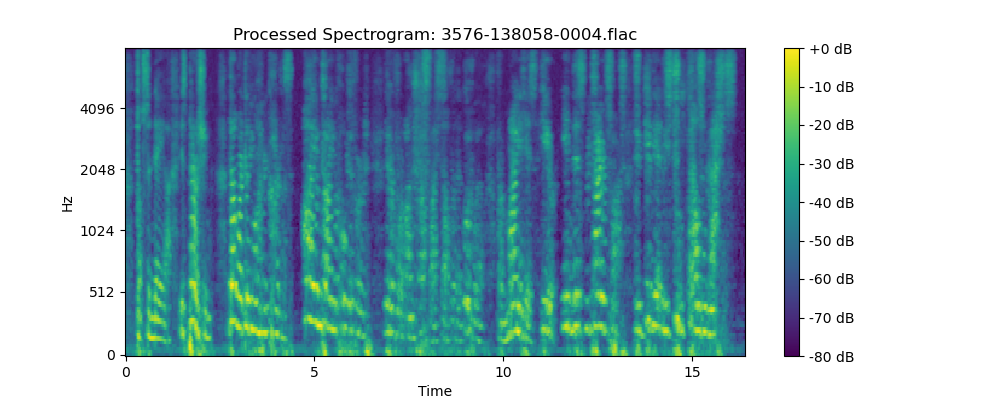 Processed Spectrogram: 3576-138058-0004.flac
Hz
4096
2048
1024
512
0
0 5 10 15
Time
+0 dB
-10 dB
-20 dB
-30 dB
-40 dB
-50 dB
-60 dB
-70 dB
-80 dB